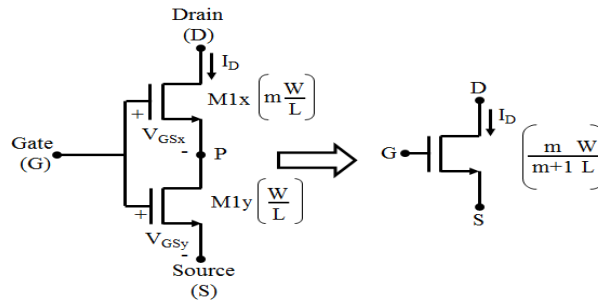 Drain
(D)
I_D
M1x (m W/L)
+
V_GSx
-
P
Gate
(G)
+
M1y (W/L)
V_GSy
-
Source
(S)
D
I_D
G
(m/m+1 W/L)
S